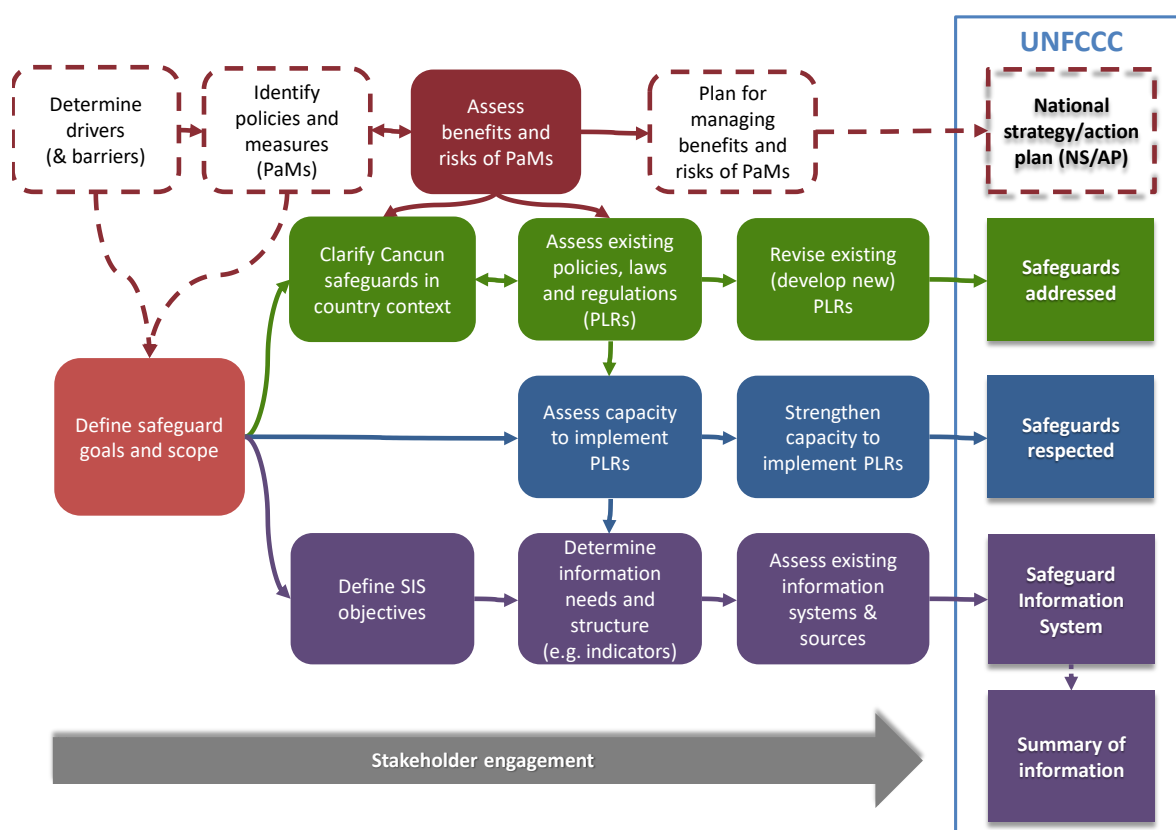 UNFCCC
Determine
drivers
(& barriers)
Identify
policies and
measures
(PaMs)
Assess
benefits and
risks of PaMs
Plan for
managing
benefits and
risks of PaMs
National
strategy/action
plan (NS/AP)
Clarify Cancun
safeguards in
country context
Assess existing
policies, laws
and regulations
(PLRs)
Revise existing
(develop new)
PLRs
Safeguards
addressed
Define safeguard
goals and scope
Assess capacity
to implement
PLRs
Strengthen
capacity to
implement PLRs
Safeguards
respected
Define SIS
objectives
Determine
information
needs and
structure
(e.g. indicators)
Assess existing
information
systems &
sources
Safeguard
Information
System
Summary of
information
Stakeholder engagement